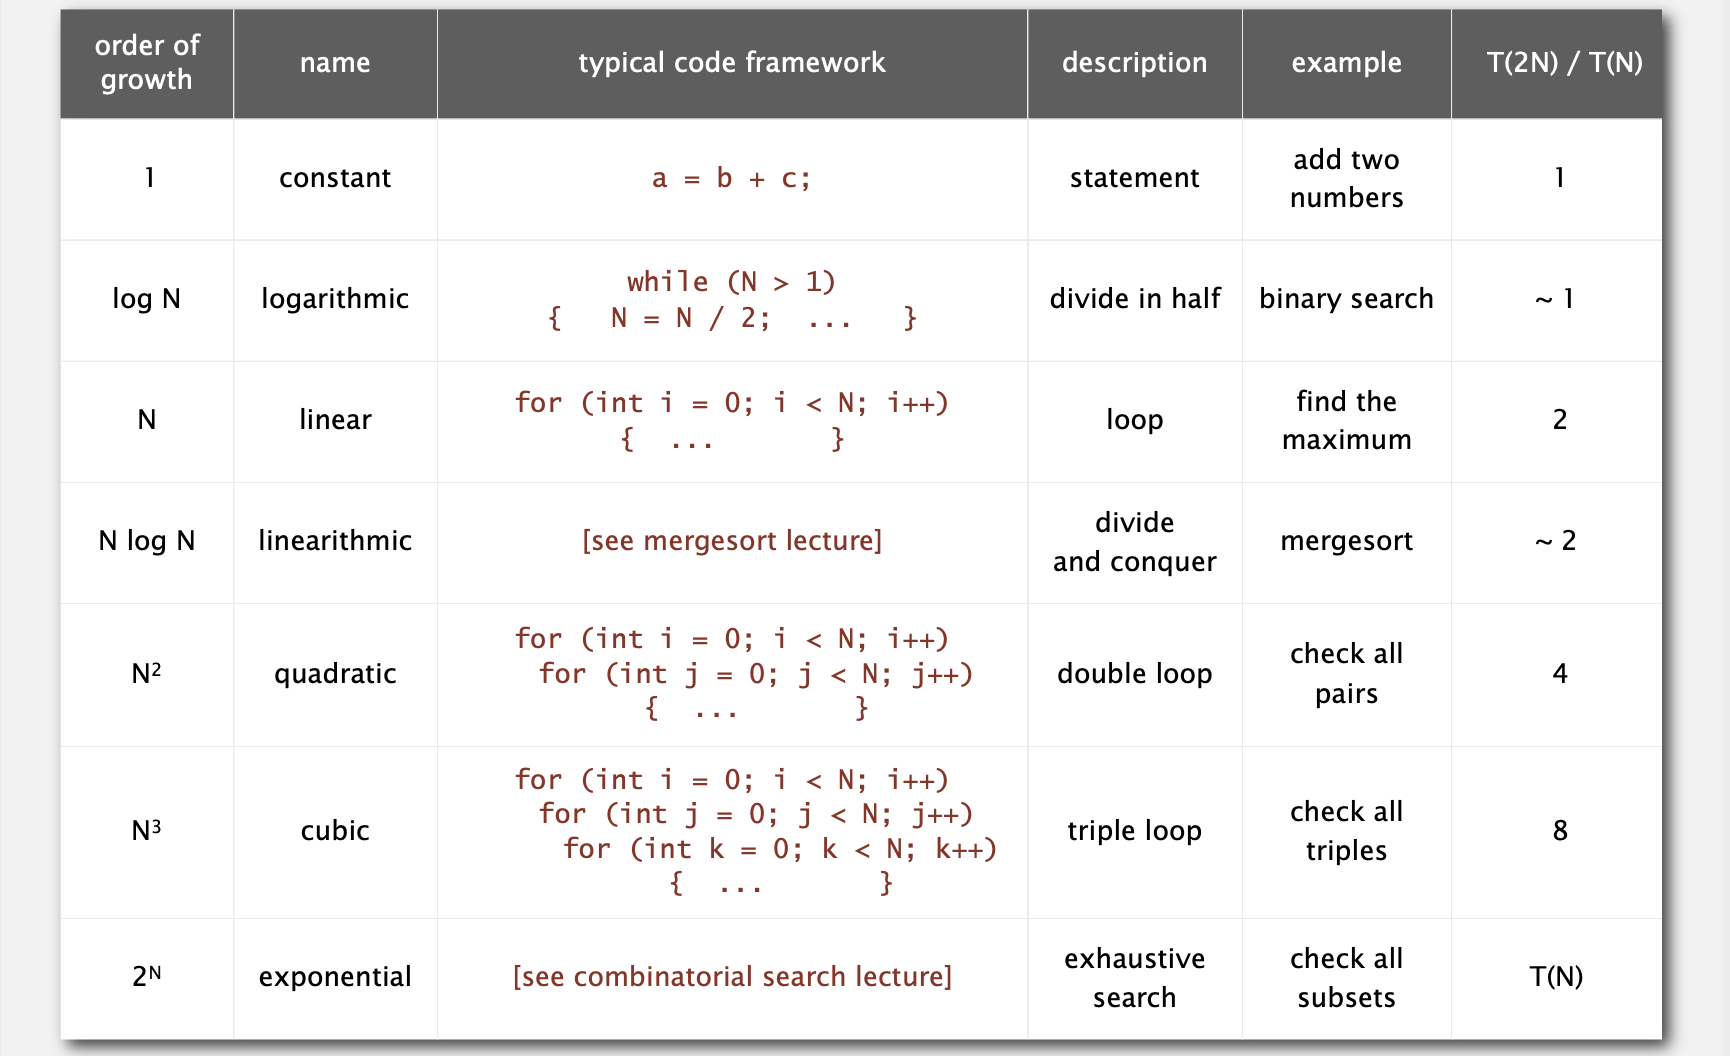 order of
growth
name
typical code framework
description
example
T(2N) / T(N)
1
constant
a = b + c;
statement
add two
numbers
1
log N
logarithmic
while (N > 1)
{ N = N / 2; ... }
divide in half
binary search
~ 1
N
linear
for (int i = 0; i < N; i++)
{ ... }
loop
find the
maximum
2
N log N
linearithmic
[see mergesort lecture]
divide
and conquer
mergesort
~ 2
N²
quadratic
for (int i = 0; i < N; i++)
for (int j = 0; j < N; j++)
{ ... }
double loop
check all
pairs
4
N³
cubic
for (int i = 0; i < N; i++)
for (int j = 0; j < N; j++)
for (int k = 0; k < N; k++)
{ ... }
triple loop
check all
triples
8
2ᴺ
exponential
[see combinatorial search lecture]
exhaustive
search
check all
subsets
T(N)